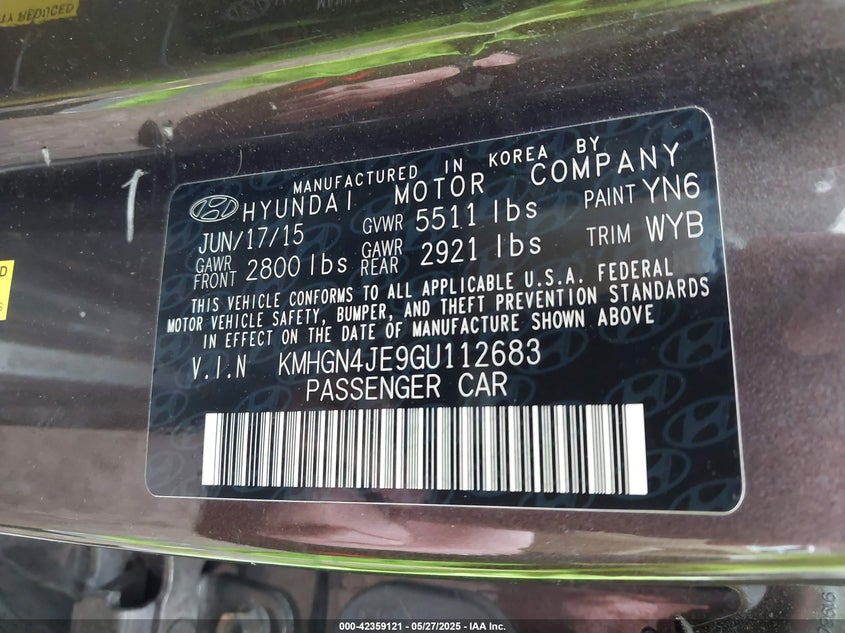 TY REDUCED
MANUFACTURED IN KOREA BY
HYUNDAI MOTOR COMPANY
JUN/17/15 GVWR 5511 lbs PAINT YN6
GAWR FRONT 2800 lbs GAWR REAR 2921 lbs TRIM WYB
THIS VEHICLE CONFORMS TO ALL APPLICABLE U.S.A. FEDERAL
MOTOR VEHICLE SAFETY, BUMPER, AND THEFT PREVENTION STANDARDS
IN EFFECT ON THE DATE OF MANUFACTURE SHOWN ABOVE
V.I.N KMHGN4JE9GU112683
PASSENGER CAR
000-42359121 - 05/27/2025 - IAA Inc.